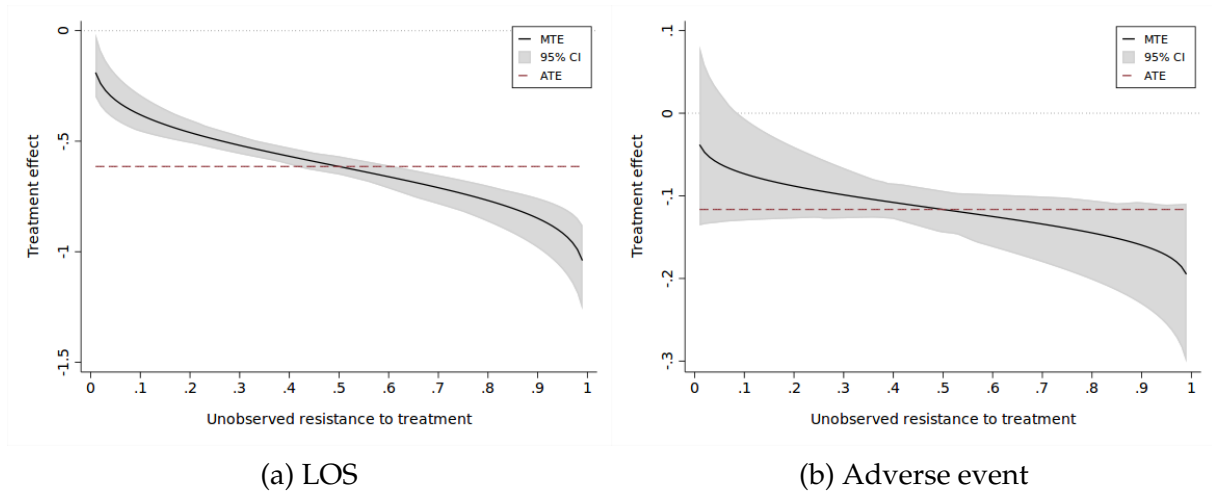 0
-.5
-1
-1.5
Treatment effect
0 .1 .2 .3 .4 .5 .6 .7 .8 .9 1
Unobserved resistance to treatment
MTE
95% CI
ATE
(a) LOS
.1
0
-.1
-.2
-.3
Treatment effect
0 .1 .2 .3 .4 .5 .6 .7 .8 .9 1
Unobserved resistance to treatment
MTE
95% CI
ATE
(b) Adverse event